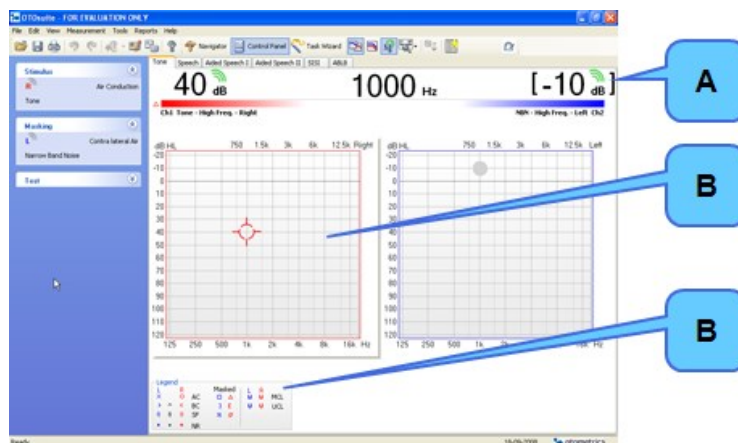 OTOsuite - FOR EVALUATION ONLY
File Edit View Measurement Tools Reports Help
Navigator Control Panel Task Wizard
Stimulus
R Air Conduction
Tone
Masking
L Contra lateral Air
Narrow Band Noise
Test
Tone Speech Aided Speech I Aided Speech II SISI ABLB
40 dB 1000 Hz [-10 dB]
Ch1 Tone - High Freq. - Right NBN - High Freq. - Left Ch2
A
dB HL 750 1.5k 3k 6k 12.5k Right
dB HL 750 1.5k 3k 6k 12.5k Left
-20 -20
-10 -10
0 0
10 10
20 20
30 30
40 40
50 50
60 60
70 70
80 80
90 90
100 100
110 110
120 120
125 250 500 1k 2k 4k 8k 16k Hz
125 250 500 1k 2k 4k 8k 16k Hz
B
B
Legend
L R Masked L R
AC MCL
BC UCL
SF
NR
Ready
otometrics